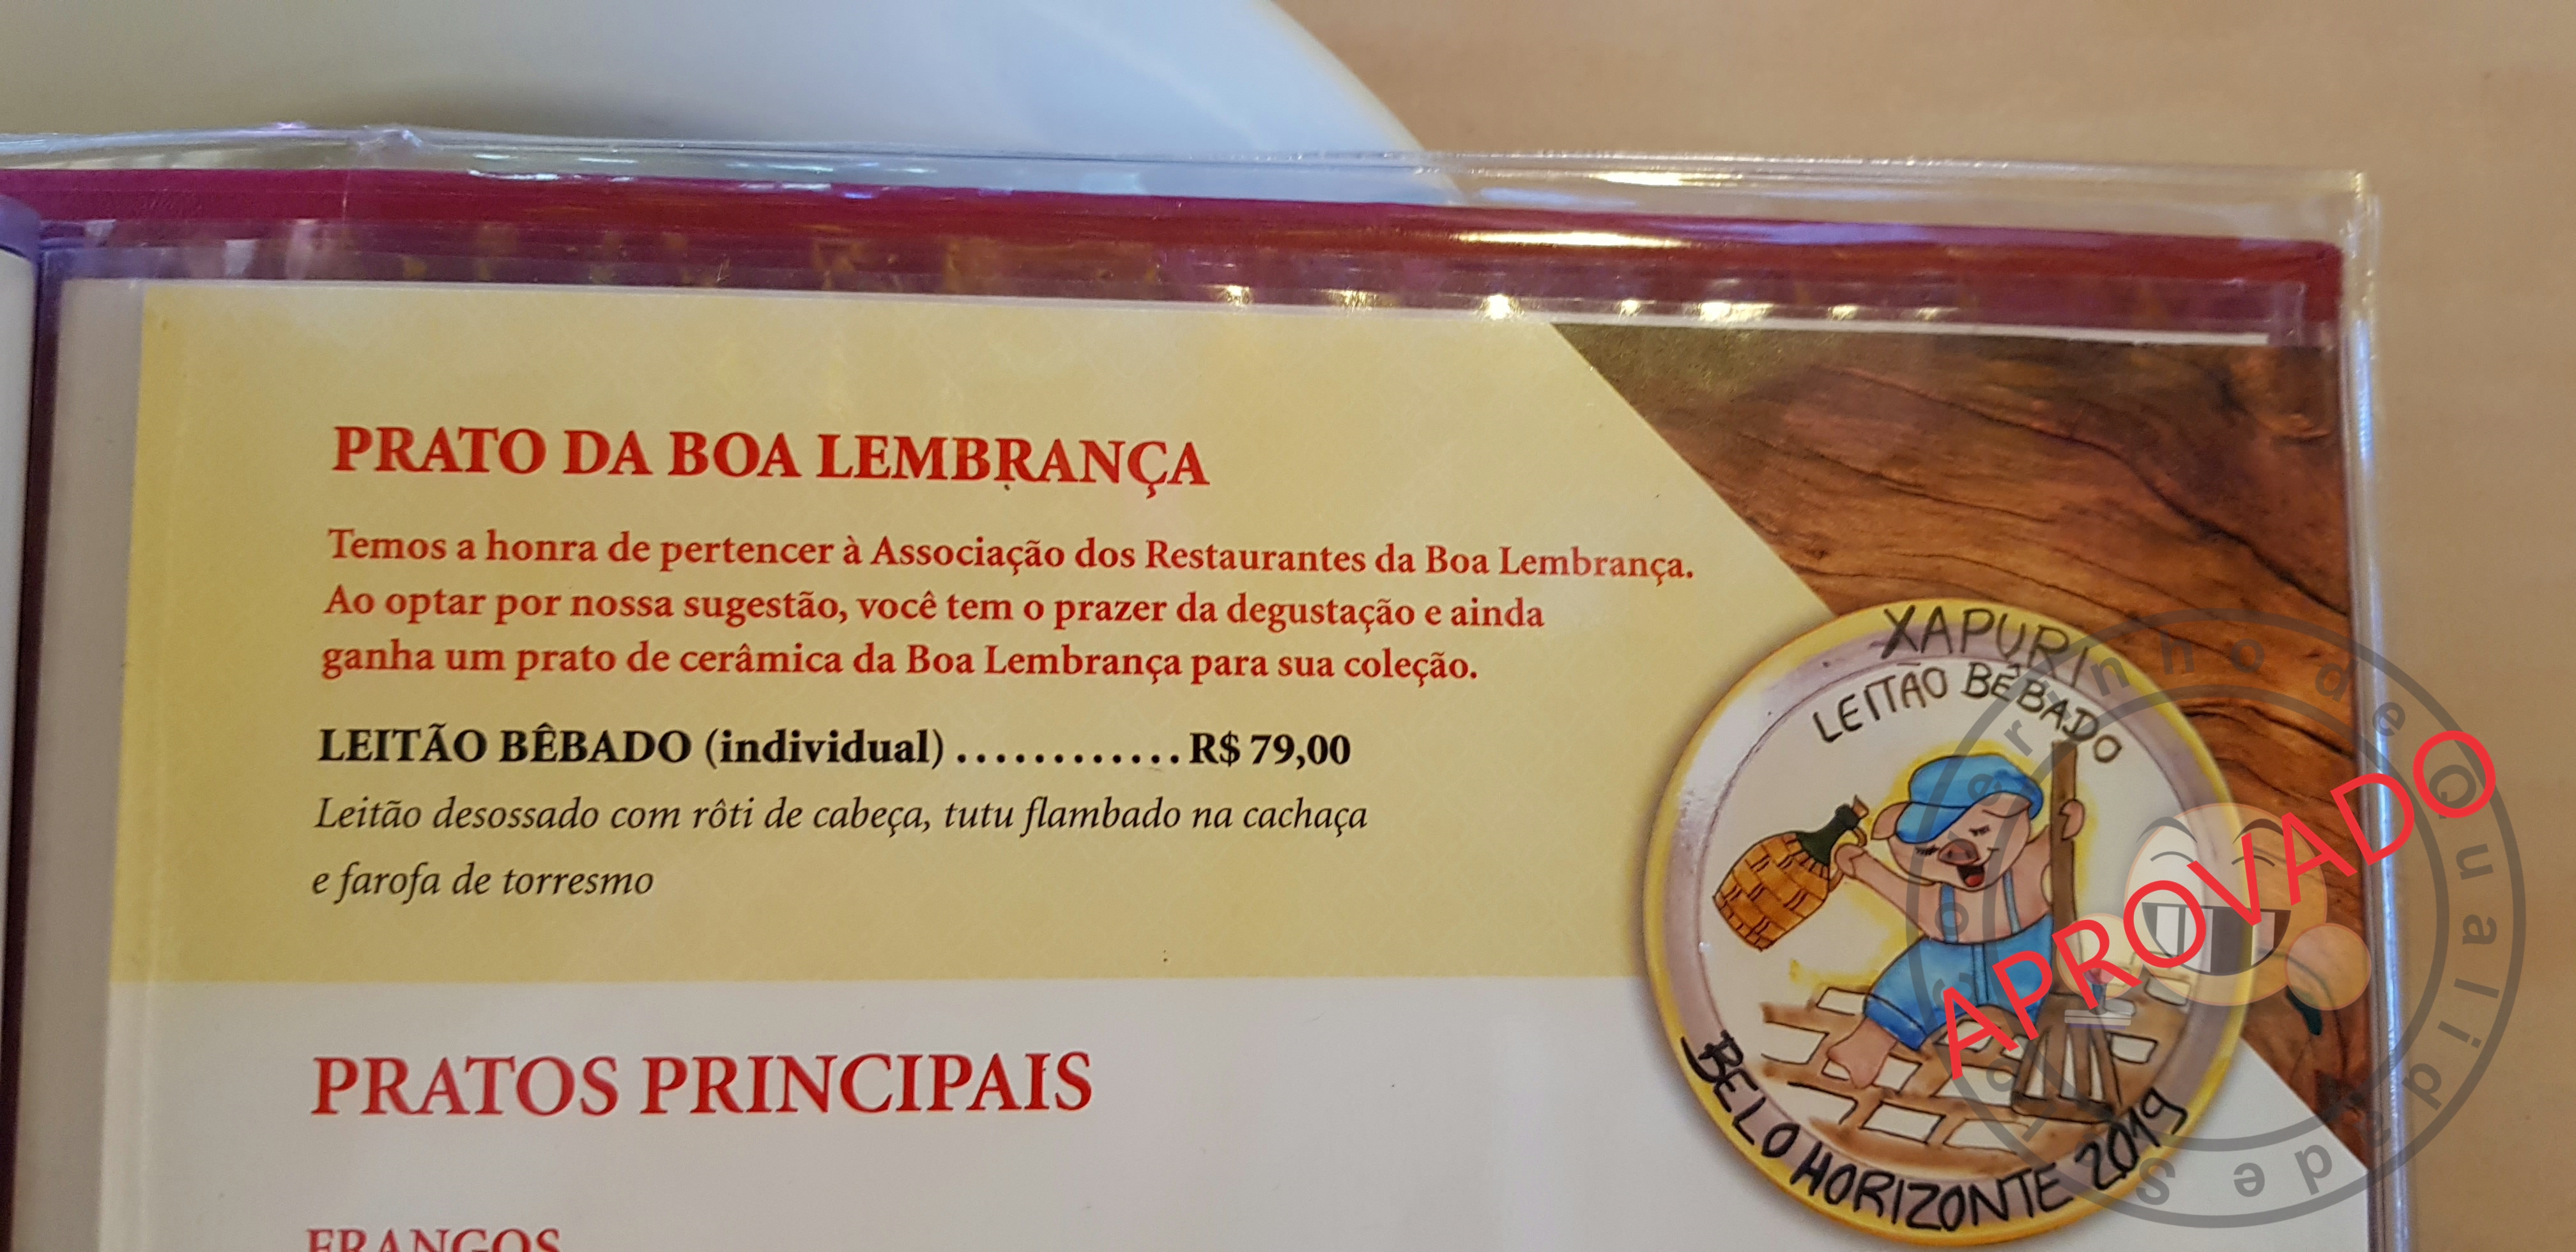 PRATO DA BOA LEMBRANÇA
Temos a honra de pertencer à Associação dos Restaurantes da Boa Lembrança.
Ao optar por nossa sugestão, você tem o prazer da degustação e ainda
ganha um prato de cerâmica da Boa Lembrança para sua coleção.
LEITÃO BÊBADO (individual) ............ R$ 79,00
Leitão desossado com rôti de cabeça, tutu flambado na cachaça
e farofa de torresmo
XAPURI
LEITÃO BÊBADO
BELO HORIZONTE 2019
APROVADO
PRATOS PRINCIPAIS
FRANGOS